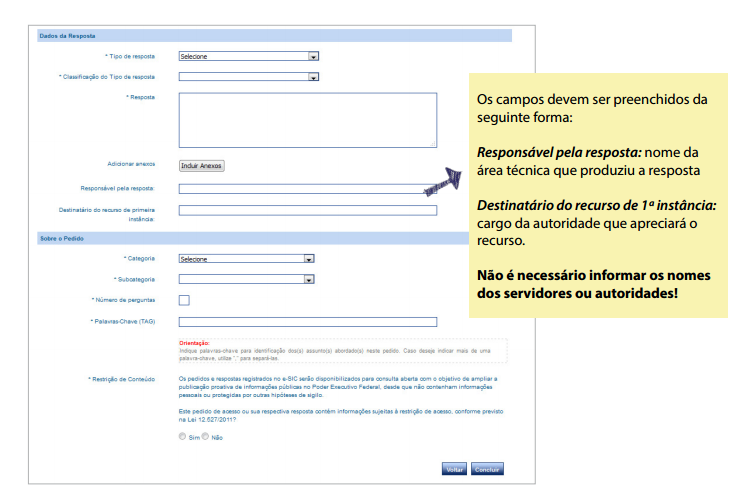 Dados da Resposta
* Tipo de resposta
Selecione
* Classificação do Tipo de resposta
* Resposta
Adicionar anexos
Incluir Anexos
Responsável pela resposta:
Destinatário do recurso de primeira
instância:
Sobre o Pedido
* Categoria
Selecione
* Subcategoria
* Número de perguntas
* Palavras-Chave (TAG)
Orientação:
Indique palavras-chave para identificação do(s) assunto(s) abordado(s) neste pedido. Caso deseje indicar mais de uma
palavra-chave, utilize "," para separá-las.
* Restrição de Conteúdo
Os pedidos e respostas registrados no e-SIC serão disponibilizados para consulta aberta com o objetivo de ampliar a
publicação proativa de informações públicas no Poder Executivo Federal, desde que não contenham informações
pessoais ou protegidas por outras hipóteses de sigilo.
Este pedido de acesso ou sua respectiva resposta contém informações sujeitas à restrição de acesso, conforme previsto
na Lei 12.527/2011?
Sim Não
Voltar Concluir
Os campos devem ser preenchidos da
seguinte forma:
Responsável pela resposta: nome da
área técnica que produziu a resposta
Destinatário do recurso de 1ª instância:
cargo da autoridade que apreciará o
recurso.
Não é necessário informar os nomes
dos servidores ou autoridades!